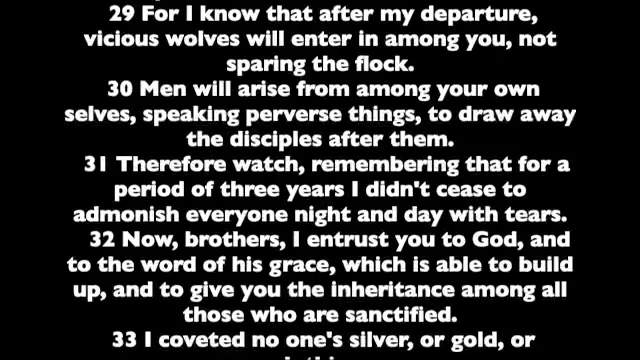 29 For I know that after my departure,
vicious wolves will enter in among you, not
sparing the flock.
30 Men will arise from among your own
selves, speaking perverse things, to draw away
the disciples after them.
31 Therefore watch, remembering that for a
period of three years I didn't cease to
admonish everyone night and day with tears.
32 Now, brothers, I entrust you to God, and
to the word of his grace, which is able to build
up, and to give you the inheritance among all
those who are sanctified.
33 I coveted no one's silver, or gold, or